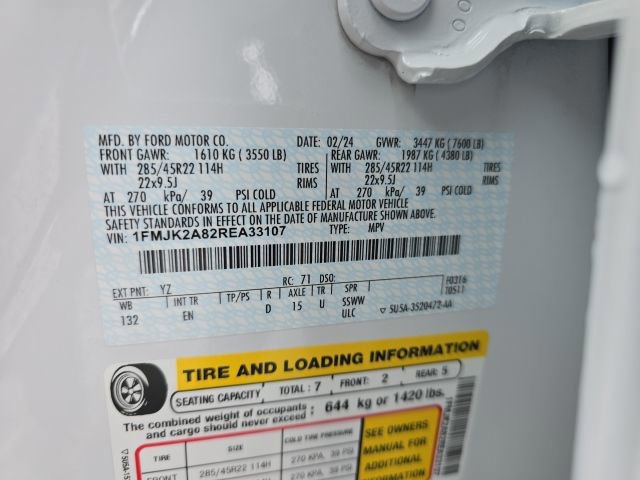 MFD. BY FORD MOTOR CO. 02/24 GVWR: 3447 KG ( 7600 LB)
FRONT GAWR: 1610 KG ( 3550 LB) REAR GAWR: 1987 KG ( 4380 LB)
WITH 285/45R22 114H TIRES WITH 285/45R22 114H TIRES
22x9.5J RIMS 22x9.5J RIMS
AT 270 kPa/ 39 PSI COLD AT 270 kPa/ 39 PSI COLD
THIS VEHICLE CONFORMS TO ALL APPLICABLE FEDERAL MOTOR VEHICLE
SAFETY STANDARDS IN EFFECT ON THE DATE OF MANUFACTURE SHOWN ABOVE.
VIN: 1FMJK2A82REA33107 TYPE: MPV
EXT PNT: YZ RC: 71 DSO: F0316
WB INT TR TP/PS R AXLE TR SPR T0511
132 EN D 15 U SSWW
ULC ▽ SU5A-3520472-AA
TIRE AND LOADING INFORMATION
SEATING CAPACITY TOTAL : 7 FRONT: 2 REAR: 5
The combined weight of occupants and cargo should never exceed : 644 kg or 1420 lbs.
TIRE SIZE COLD TIRE PRESSURE SEE OWNERS
FRONT 285/45R22 114H 270 KPA, 39 PSI MANUAL FOR
ADDITIONAL